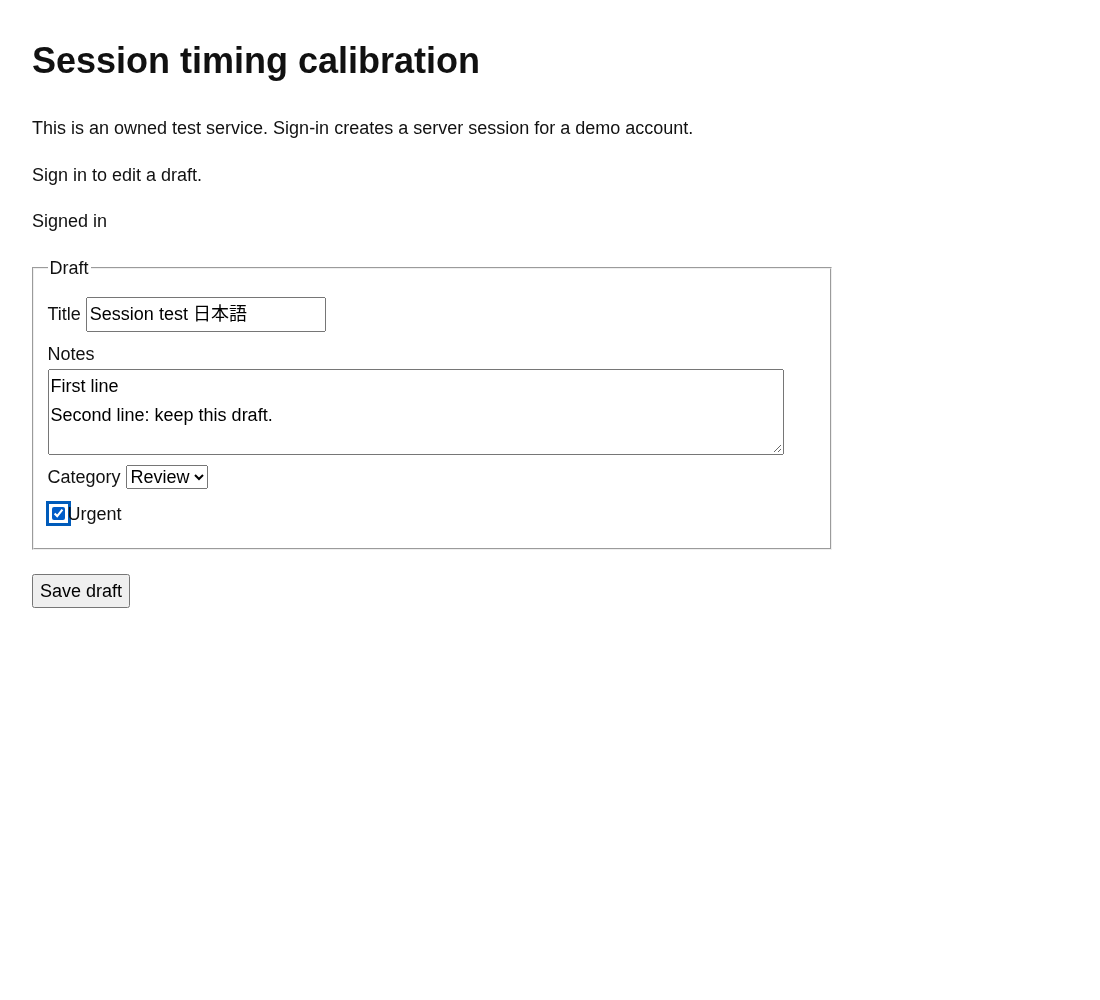 Session timing calibration
This is an owned test service. Sign-in creates a server session for a demo account.
Sign in to edit a draft.
Signed in
Draft
Title Session test 日本語
Notes
First line
Second line: keep this draft.
Category Review
Urgent
Save draft